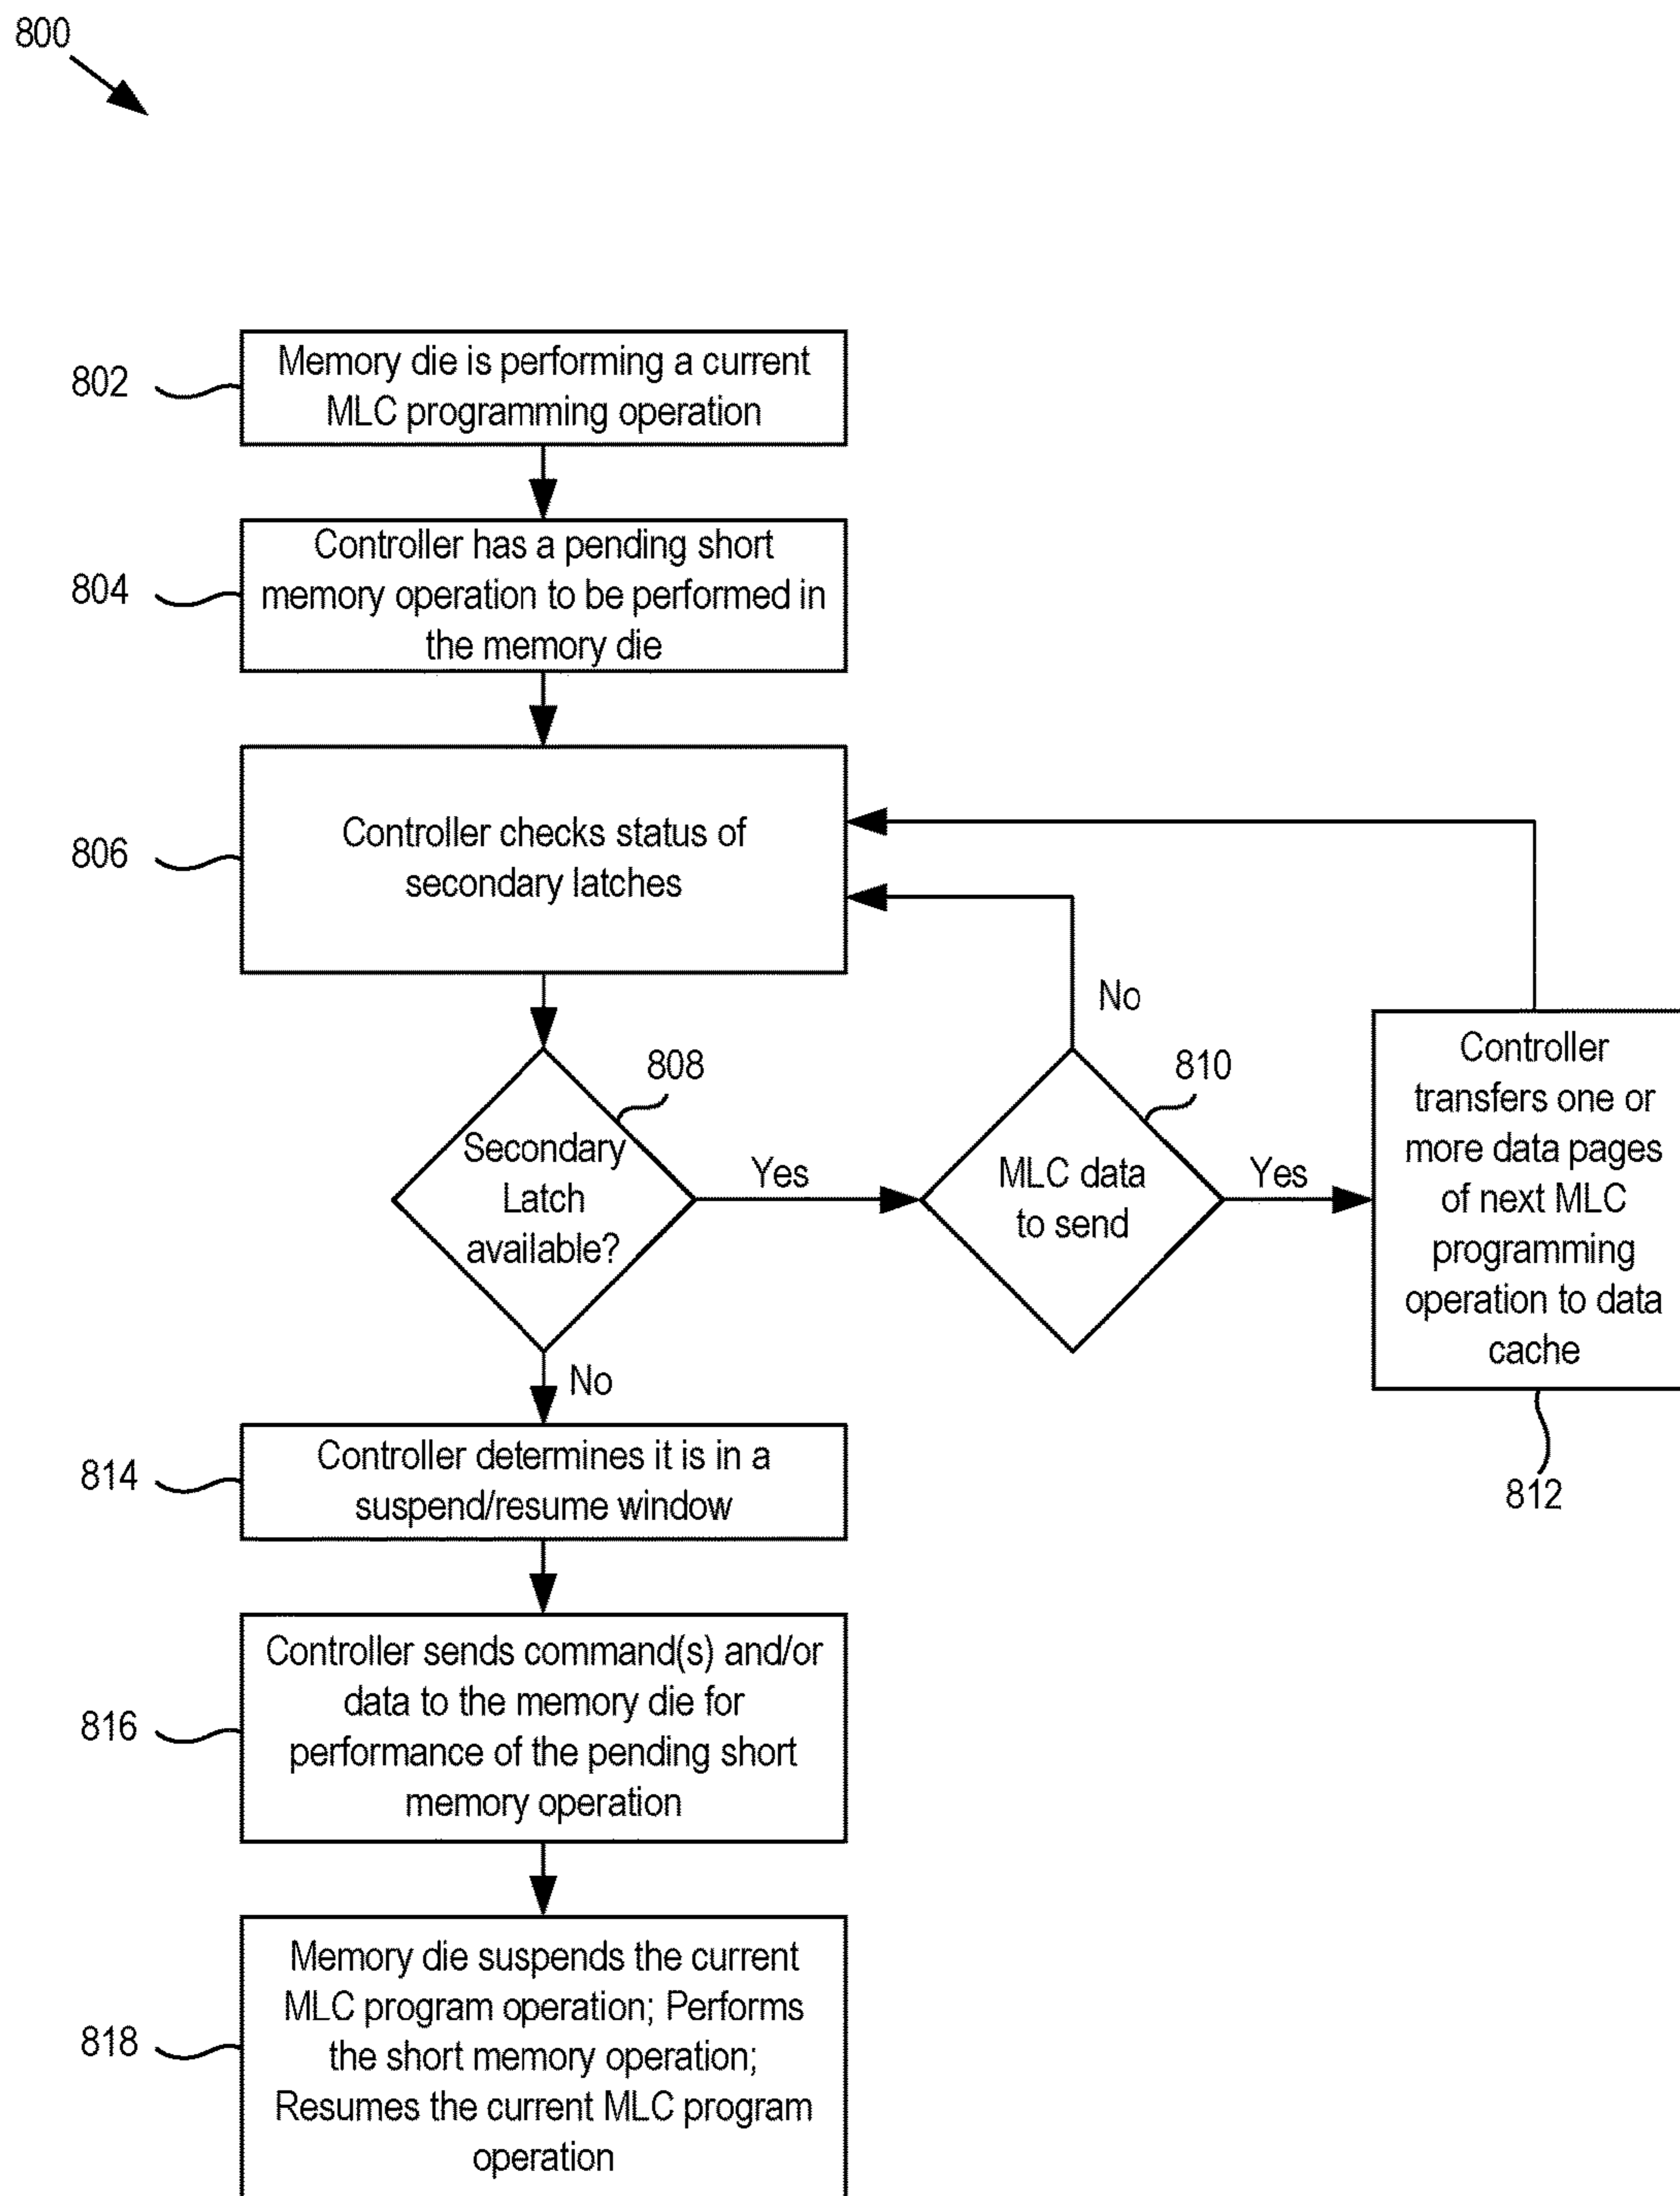 800
802
Memory die is performing a current
MLC programming operation
804
Controller has a pending short
memory operation to be performed in
the memory die
806
Controller checks status of
secondary latches
808
Secondary
Latch
available?
Yes
No
810
MLC data
to send
No
Yes
Controller
transfers one or
more data pages
of next MLC
programming
operation to data
cache
812
814
Controller determines it is in a
suspend/resume window
816
Controller sends command(s) and/or
data to the memory die for
performance of the pending short
memory operation
818
Memory die suspends the current
MLC program operation; Performs
the short memory operation;
Resumes the current MLC program
operation